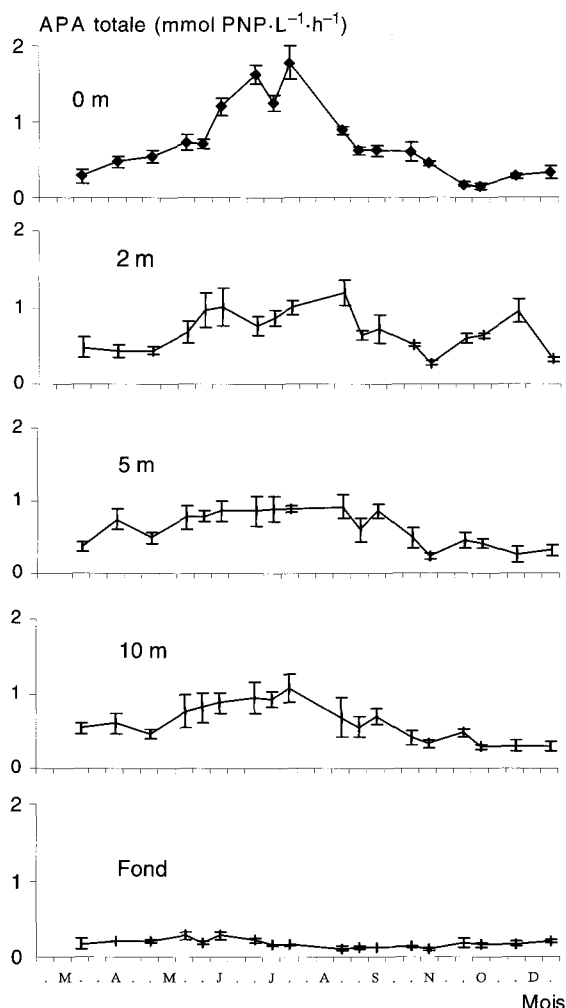 APA totale (mmol PNP·L⁻¹·h⁻¹)
2
0 m
1
0
2
2 m
1
0
2
5 m
1
0
2
10 m
1
0
2
Fond
1
0
. M . . A . . M . . J . . J . . A . . S . . N . . O . . D .
Mois